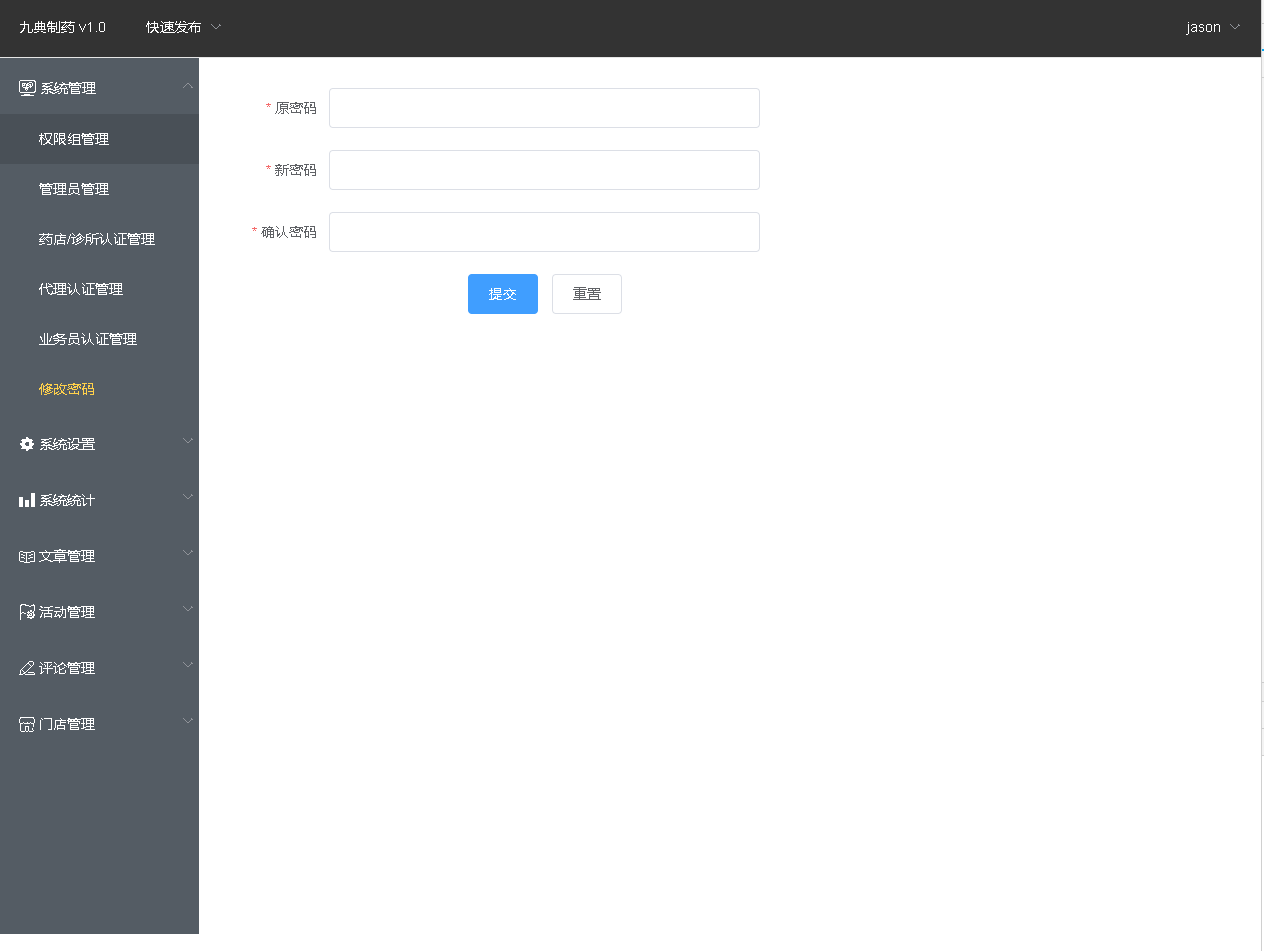 九典制药 v1.0
快速发布
jason
系统管理
权限组管理
管理员管理
药店/诊所认证管理
代理认证管理
业务员认证管理
修改密码
系统设置
系统统计
文章管理
活动管理
评论管理
门店管理
* 原密码
* 新密码
* 确认密码
提交
重置